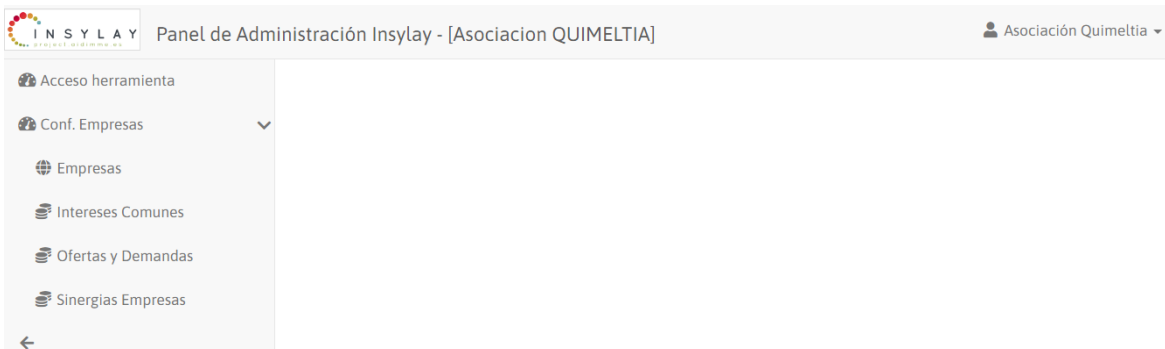 INSYLAY
project aidimme.es
Panel de Administración Insylay - [Asociacion QUIMELTIA]
Asociación Quimeltia
Acceso herramienta
Conf. Empresas
Empresas
Intereses Comunes
Ofertas y Demandas
Sinergias Empresas